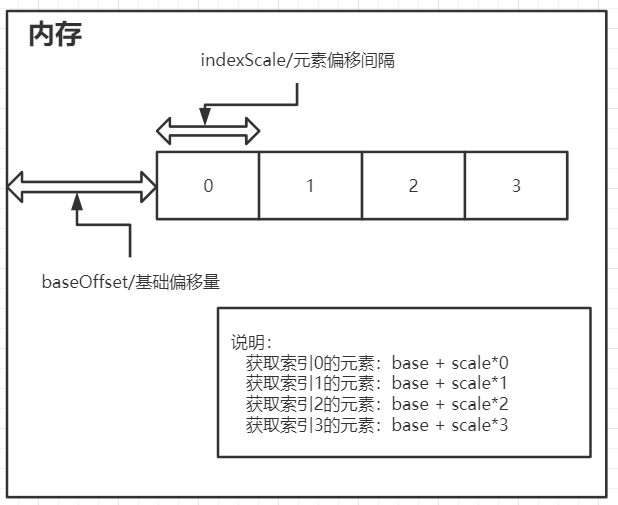 内存
indexScale/元素偏移间隔
0 1 2 3
baseOffset/基础偏移量
说明：
获取索引0的元素：base + scale*0
获取索引1的元素：base + scale*1
获取索引2的元素：base + scale*2
获取索引3的元素：base + scale*3